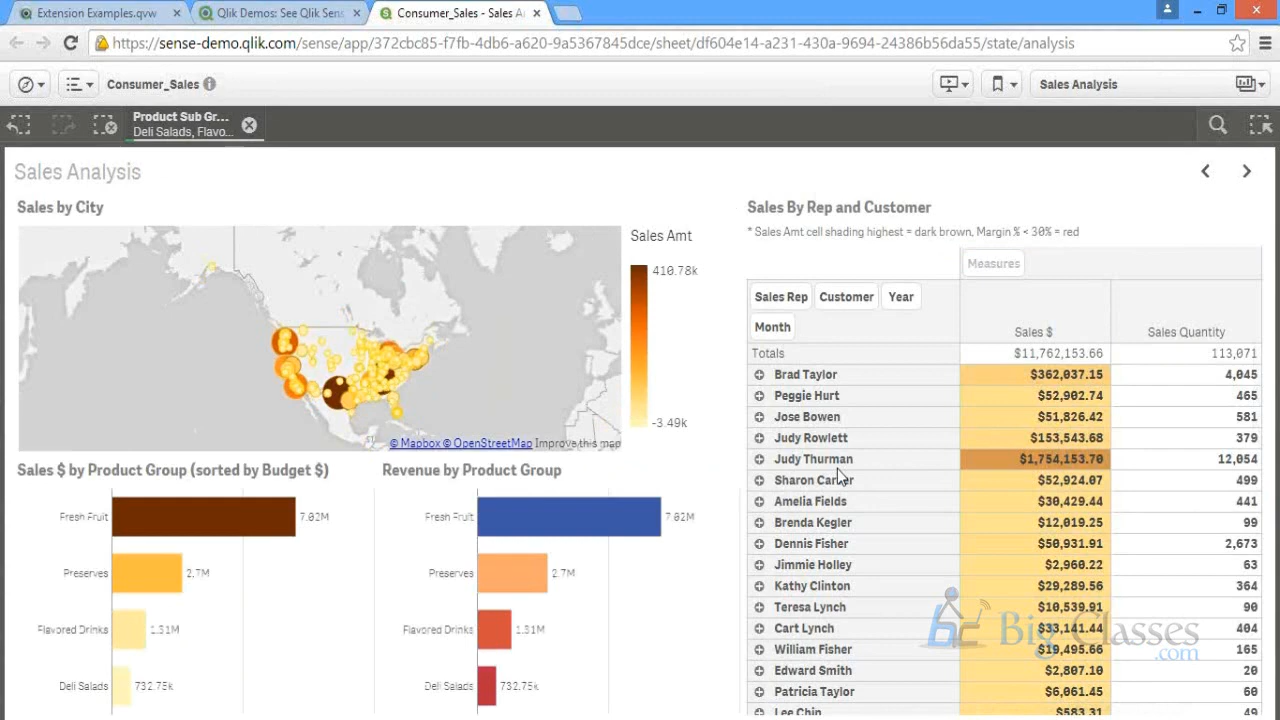 Extension Examples.qvw
Qlik Demos: See Qlik Sens
Consumer_Sales - Sales A
https://sense-demo.qlik.com/sense/app/372cbc85-f7fb-4db6-a620-9a5367845dce/sheet/df604e14-a231-430a-9694-24386b56da55/state/analysis
Consumer_Sales
Sales Analysis
Product Sub Gr...
Deli Salads, Flavo...
Sales Analysis
Sales by City
Sales Amt
410.78k
-3.49k
© Mapbox © OpenStreetMap Improve this map
Sales $ by Product Group (sorted by Budget $)
Fresh Fruit 7.02M
Preserves 2.7M
Flavored Drinks 1.31M
Deli Salads 732.75k
Revenue by Product Group
Fresh Fruit 7.02M
Preserves 2.7M
Flavored Drinks 1.31M
Deli Salads 732.75k
Sales By Rep and Customer
* Sales Amt cell shading highest = dark brown, Margin % < 30% = red
Measures
Sales Rep Customer Year
Month
Sales $ Sales Quantity
Totals $11,762,153.66 113,071
Brad Taylor $362,037.15 4,045
Peggie Hurt $52,902.74 465
Jose Bowen $51,826.42 581
Judy Rowlett $153,543.68 379
Judy Thurman $1,754,153.70 12,054
Sharon Carver $52,924.07 499
Amelia Fields $30,429.44 441
Brenda Kegler $12,019.25 99
Dennis Fisher $50,931.91 2,673
Jimmie Holley $2,960.22 63
Kathy Clinton $29,289.56 364
Teresa Lynch $10,539.91 90
Cart Lynch $33,141.44 404
William Fisher $19,495.66 165
Edward Smith $2,807.10 20
Patricia Taylor $6,061.45 60
Lee Chin $583.31 49
Big Classes
.com